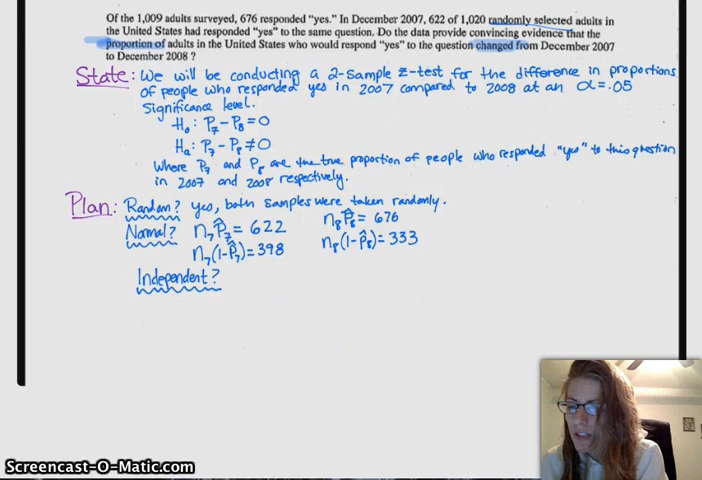 Of the 1,009 adults surveyed, 676 responded "yes." In December 2007, 622 of 1,020 randomly selected adults in
the United States had responded "yes" to the same question. Do the data provide convincing evidence that the
proportion of adults in the United States who would respond "yes" to the question changed from December 2007
to December 2008 ?
State: We will be conducting a 2-Sample z-test for the difference in proportions
of people who responded yes in 2007 compared to 2008 at an α=.05
significance level.
H₀: P₇ - P₈ = 0
Hₐ: P₇ - P₈ ≠ 0
Where P₇ and P₈ are the true proportion of people who responded "yes" to this question
in 2007 and 2008 respectively.
Plan: Random? yes, both samples were taken randomly.
Normal? n₇P̂₇ = 622 n₈P̂₈ = 676
n₇(1-P̂₇)=398 n₈(1-P̂₈)=333
Independent?
Screencast-O-Matic.com